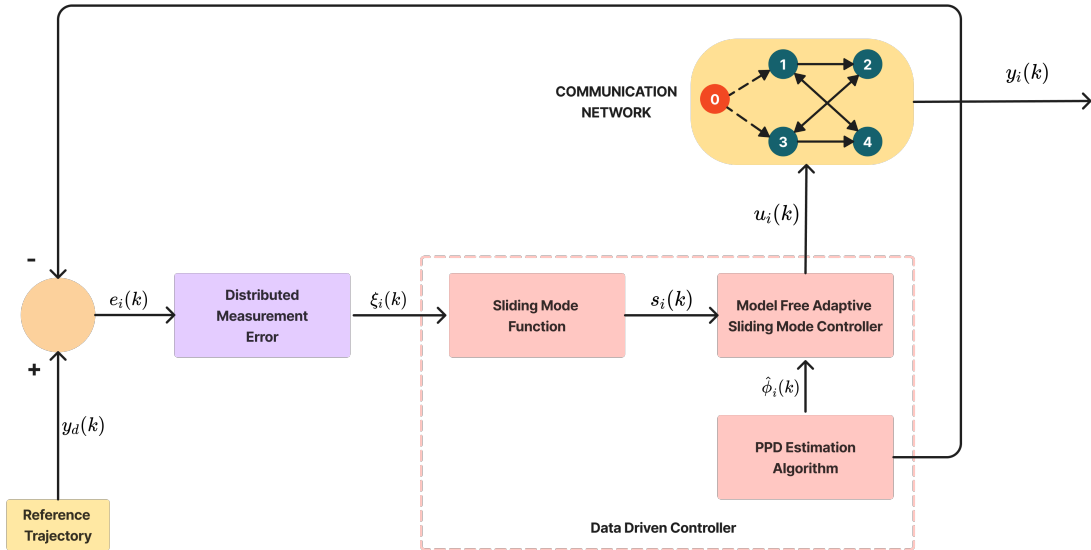 COMMUNICATION
NETWORK
0
1
2
3
4
y_i(k)
u_i(k)
-
+
e_i(k)
Distributed
Measurement
Error
ξ_i(k)
Sliding Mode
Function
s_i(k)
Model Free Adaptive
Sliding Mode Controller
ϕ̂_i(k)
PPD Estimation
Algorithm
y_d(k)
Reference
Trajectory
Data Driven Controller